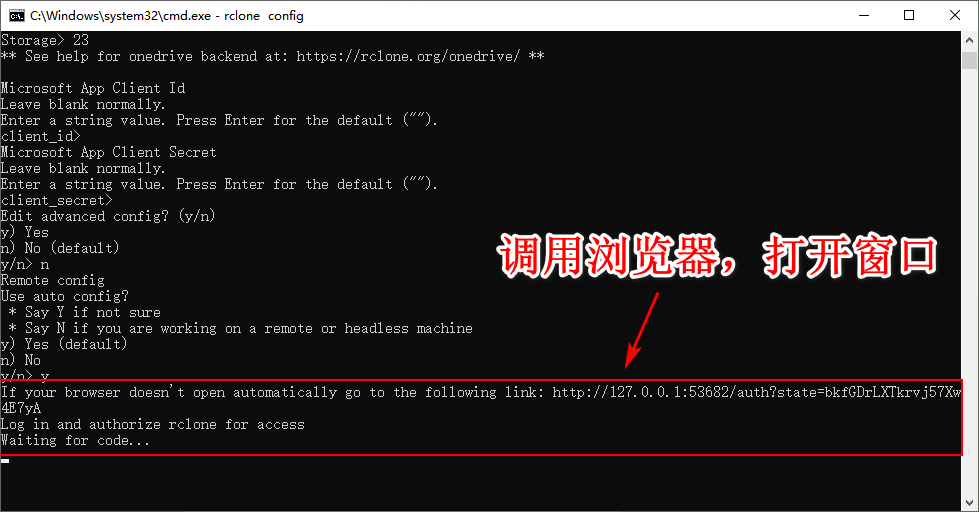 C:\Windows\system32\cmd.exe - rclone  config
Storage> 23
** See help for onedrive backend at: https://rclone.org/onedrive/ **
Microsoft App Client Id
Leave blank normally.
Enter a string value. Press Enter for the default ("").
client_id>
Microsoft App Client Secret
Leave blank normally.
Enter a string value. Press Enter for the default ("").
client_secret>
Edit advanced config? (y/n)
y) Yes
n) No (default)
y/n> n
Remote config
Use auto config?
 * Say Y if not sure
 * Say N if you are working on a remote or headless machine
y) Yes (default)
n) No
y/n> y
调用浏览器，打开窗口
If your browser doesn't open automatically go to the following link: http://127.0.0.1:53682/auth?state=bkfGDrLXTkrvj57Xw
4E7yA
Log in and authorize rclone for access
Waiting for code...